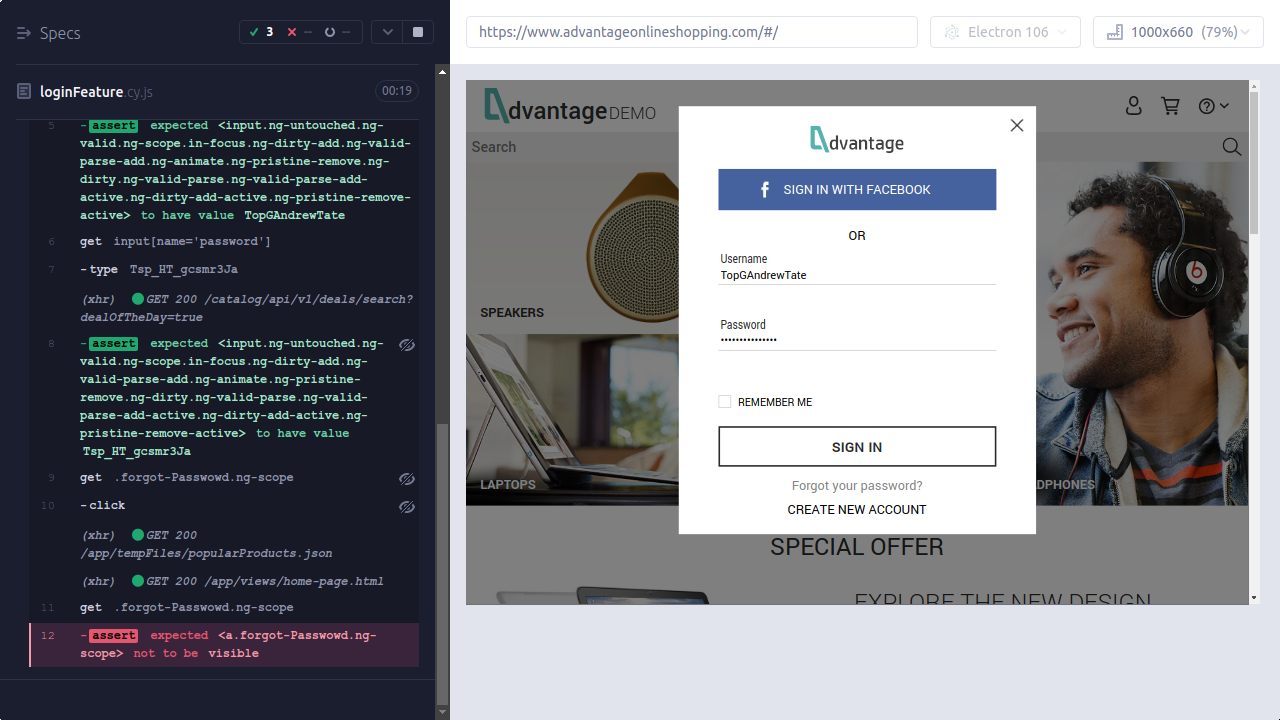 Specs
3
--
--
loginFeature.cy.js
00:19
5 -assert expected <input.ng-untouched.ng-
valid.ng-scope.in-focus.ng-dirty-add.ng-valid-
parse-add.ng-animate.ng-pristine-remove.ng-
dirty.ng-valid-parse.ng-valid-parse-add-
active.ng-dirty-add-active.ng-pristine-remove-
active> to have value TopGAndrewTate
6 get input[name='password']
7 -type Tsp_HT_gcsmr3Ja
(xhr) GET 200 /catalog/api/v1/deals/search?
dealOfTheDay=true
8 -assert expected <input.ng-untouched.ng-
valid.ng-scope.in-focus.ng-dirty-add.ng-
valid-parse-add.ng-animate.ng-pristine-
remove.ng-dirty.ng-valid-parse.ng-valid-
parse-add-active.ng-dirty-add-active.ng-
pristine-remove-active> to have value
Tsp_HT_gcsmr3Ja
9 get .forgot-Passwowd.ng-scope
10 -click
(xhr) GET 200
/app/tempFiles/popularProducts.json
(xhr) GET 200 /app/views/home-page.html
11 get .forgot-Passwowd.ng-scope
12 -assert expected <a.forgot-Passwowd.ng-
scope> not to be visible
https://www.advantageonlineshopping.com/#/
Electron 106
1000x660 (79%)
dvantage DEMO
Search
SPEAKERS
LAPTOPS
DPHONES
SPECIAL OFFER
EXPLORE THE NEW DESIGN
dvantage
SIGN IN WITH FACEBOOK
OR
Username
TopGAndrewTate
Password
•••••••••••••••
REMEMBER ME
SIGN IN
Forgot your password?
CREATE NEW ACCOUNT